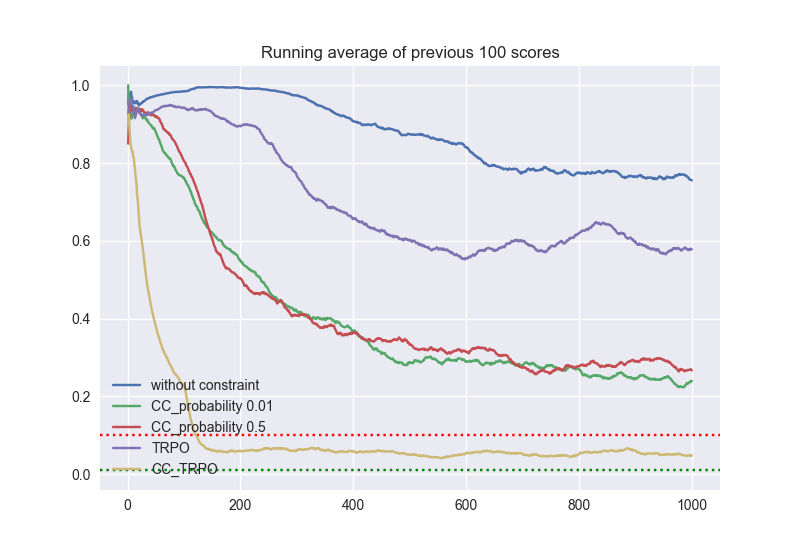 Running average of previous 100 scores
1.0
0.8
0.6
0.4
0.2
0.0
without constraint
CC_probability 0.01
CC_probability 0.5
TRPO
CC_TRPO
0 200 400 600 800 1000